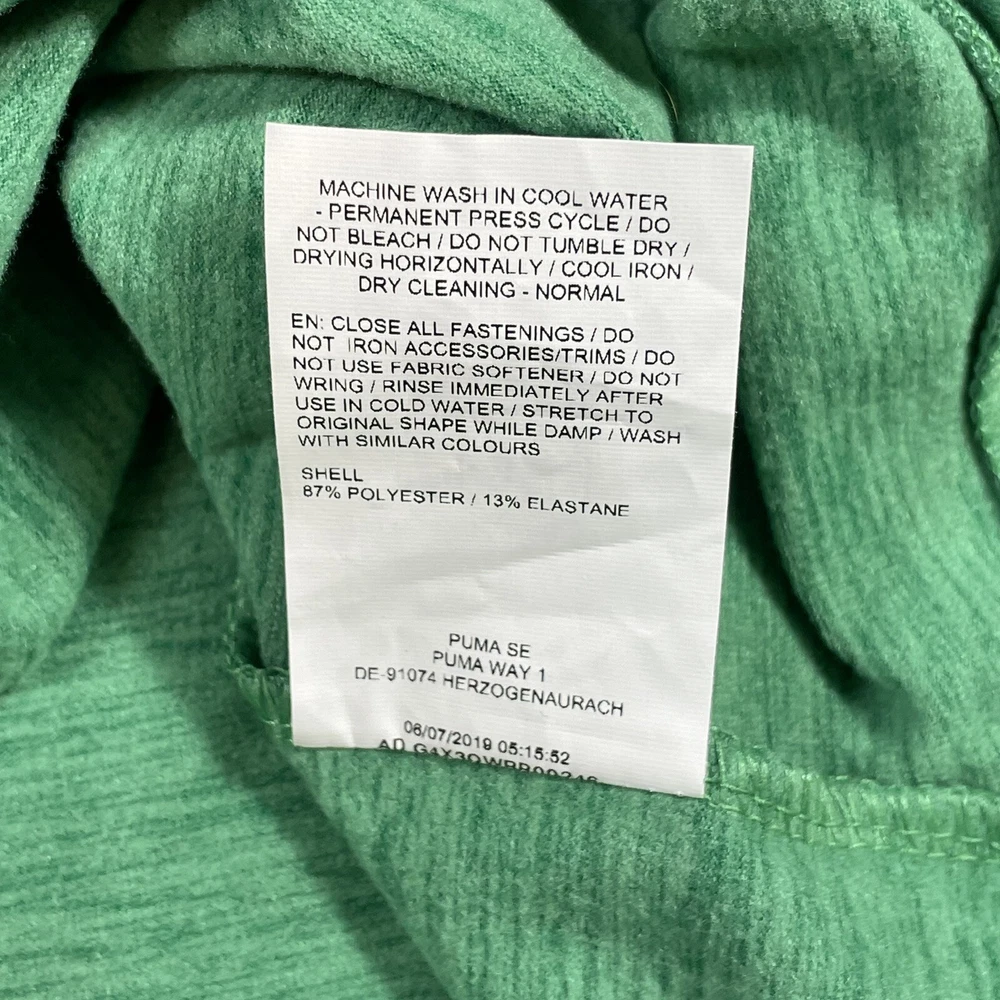 MACHINE WASH IN COOL WATER
- PERMANENT PRESS CYCLE / DO
NOT BLEACH / DO NOT TUMBLE DRY /
DRYING HORIZONTALLY / COOL IRON /
DRY CLEANING - NORMAL
EN: CLOSE ALL FASTENINGS / DO
NOT IRON ACCESSORIES/TRIMS / DO
NOT USE FABRIC SOFTENER / DO NOT
WRING / RINSE IMMEDIATELY AFTER
USE IN COLD WATER / STRETCH TO
ORIGINAL SHAPE WHILE DAMP / WASH
WITH SIMILAR COLOURS
SHELL
87% POLYESTER / 13% ELASTANE
PUMA SE
PUMA WAY 1
DE-91074 HERZOGENAURACH
06/07/2019 05:15:52
AD